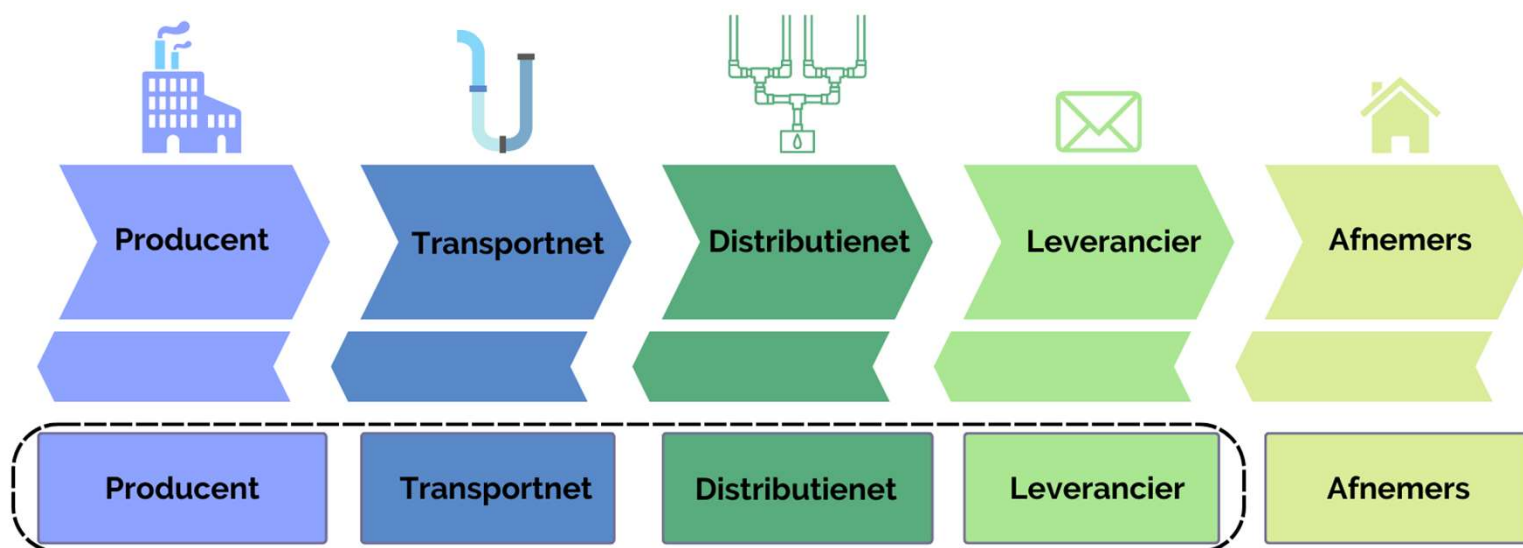 Producent
Transportnet
Distributienet
Leverancier
Afnemers
Producent
Transportnet
Distributienet
Leverancier
Afnemers